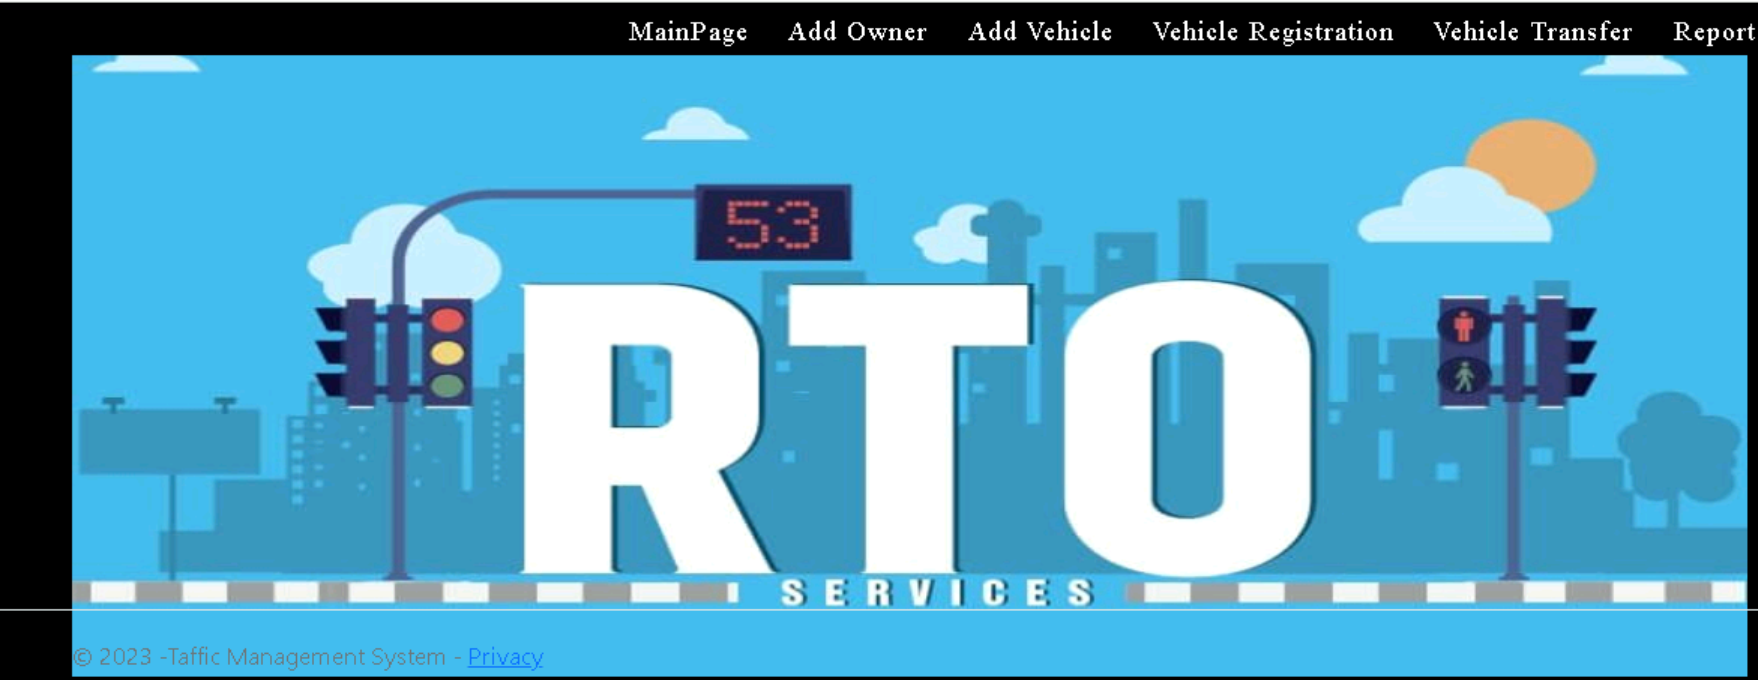 MainPage Add Owner Add Vehicle Vehicle Registration Vehicle Transfer Report
53
RTO
SERVICES
© 2023 -Taffic Management System - Privacy